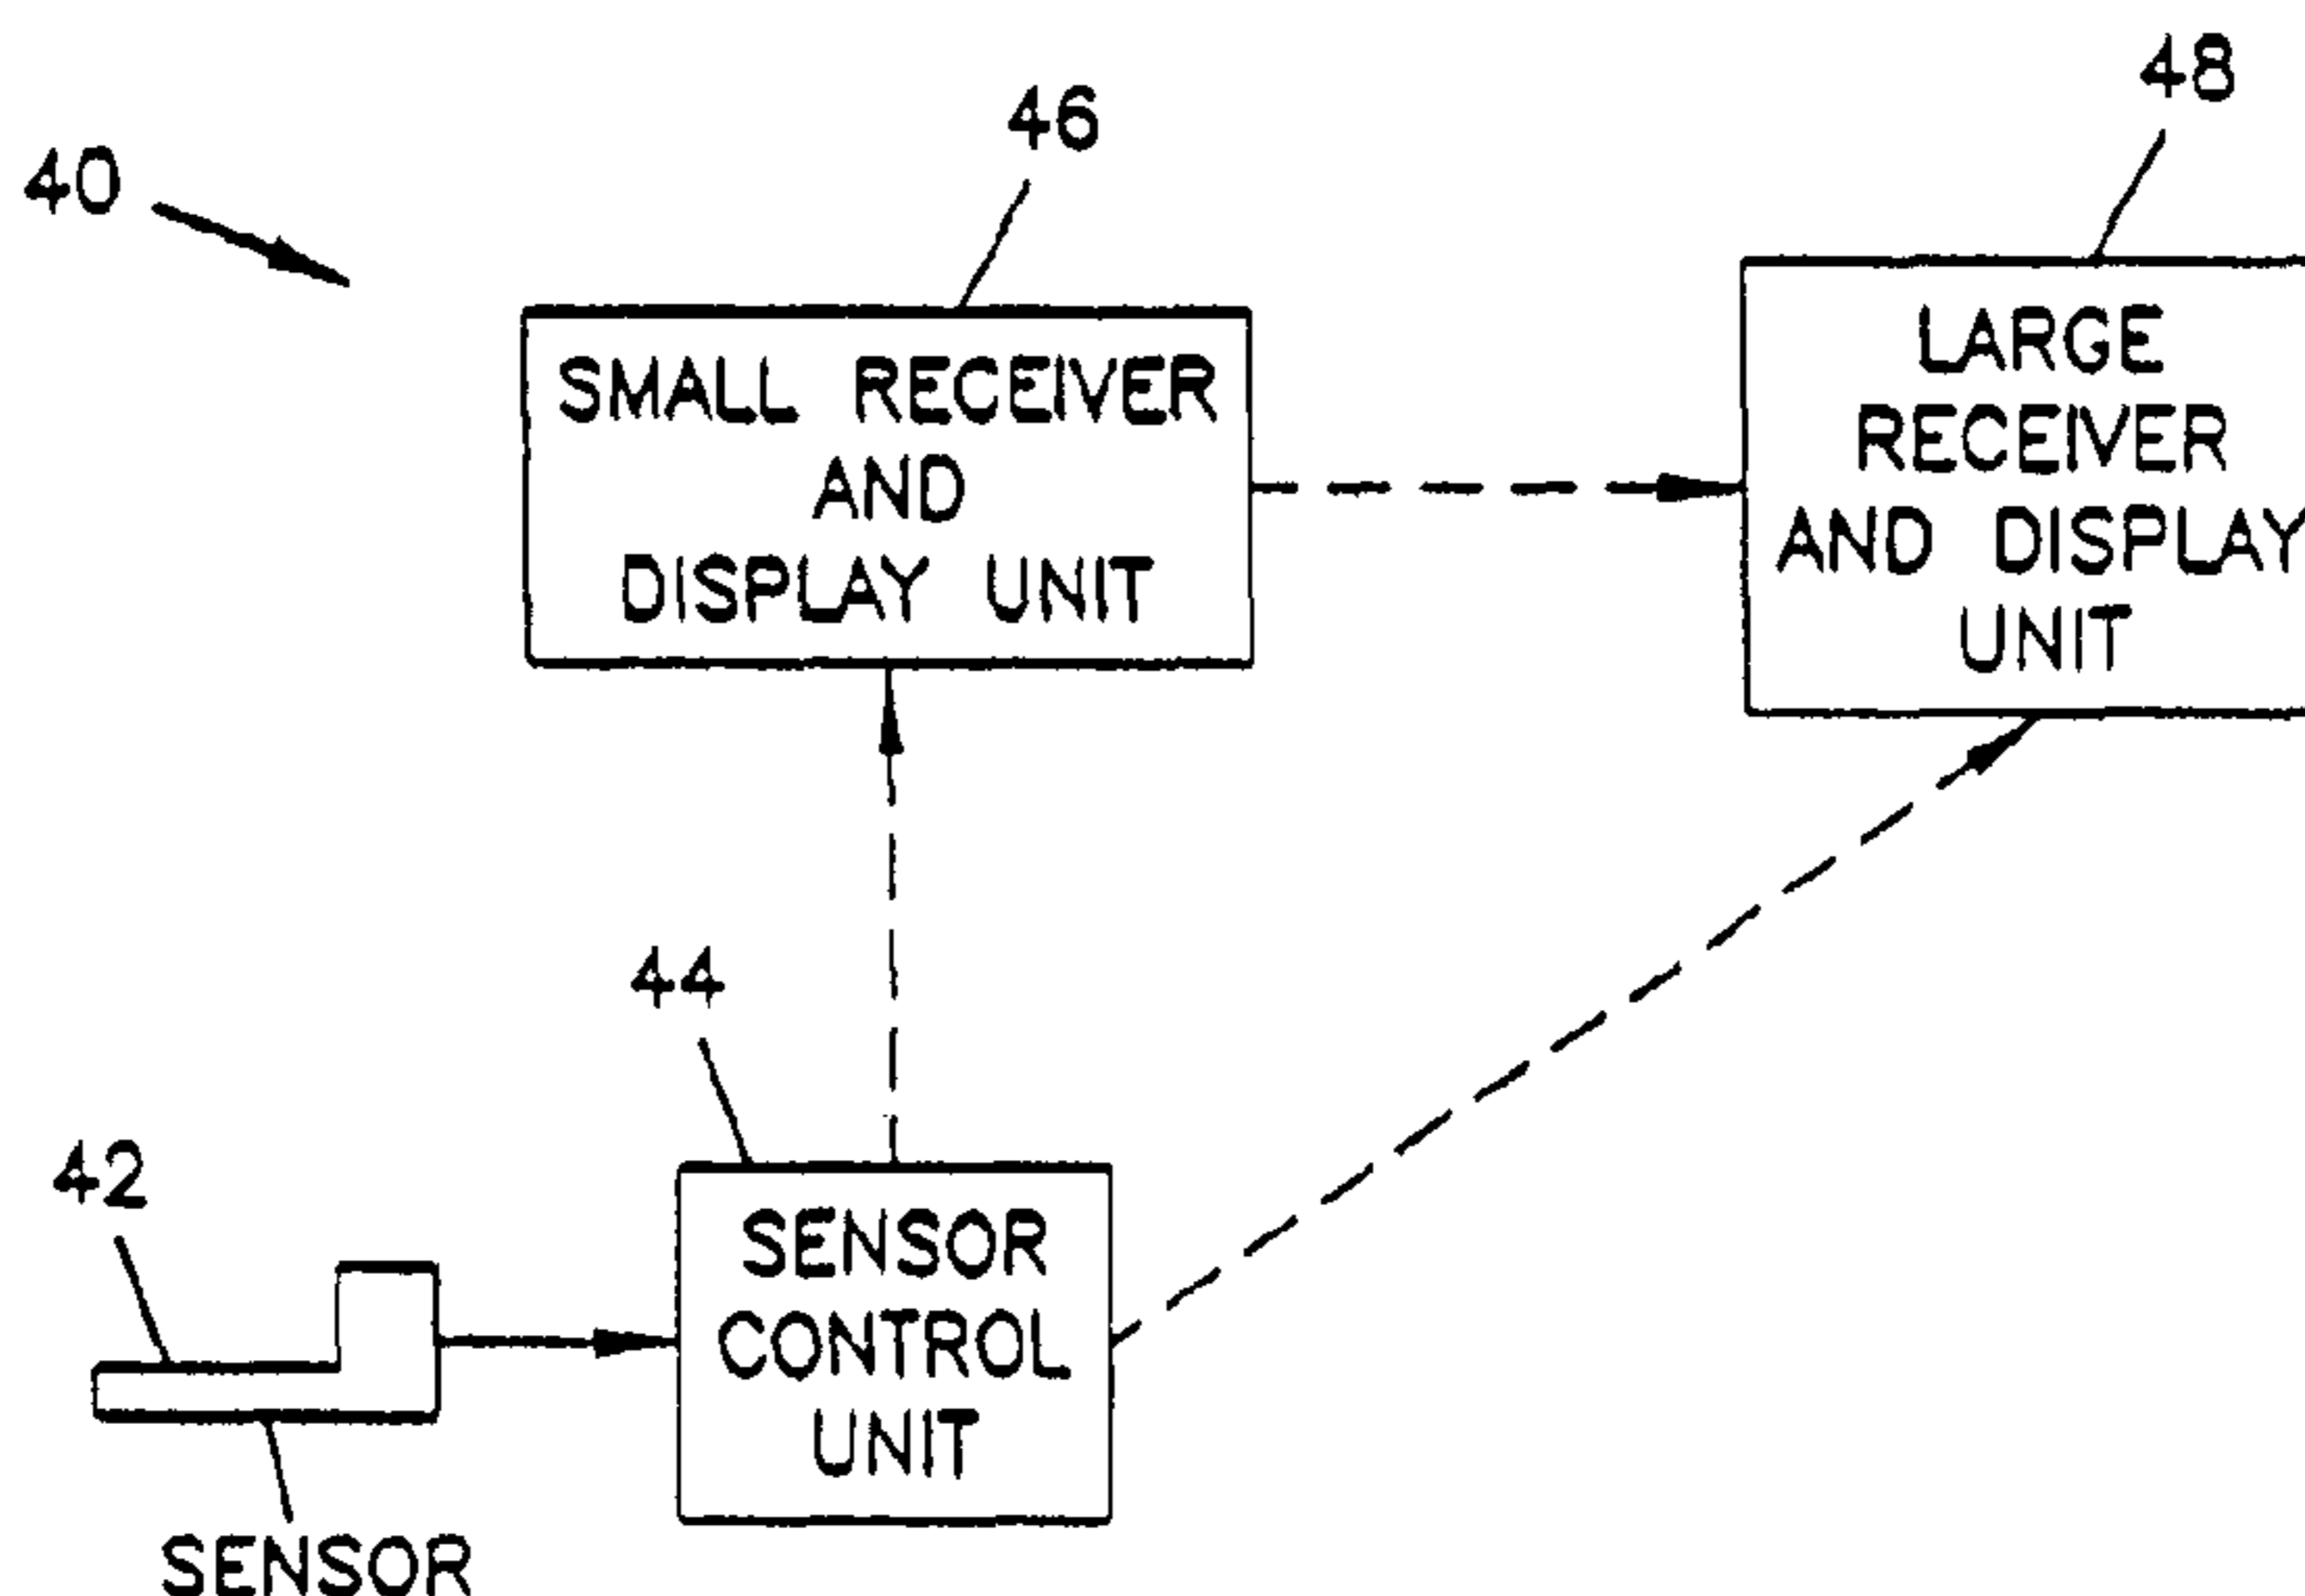 48
46
40
LARGE
RECEIVER
AND DISPLAY
UNIT
SMALL RECEIVER
AND
DISPLAY UNIT
44
42
SENSOR
CONTROL
UNIT
SENSOR